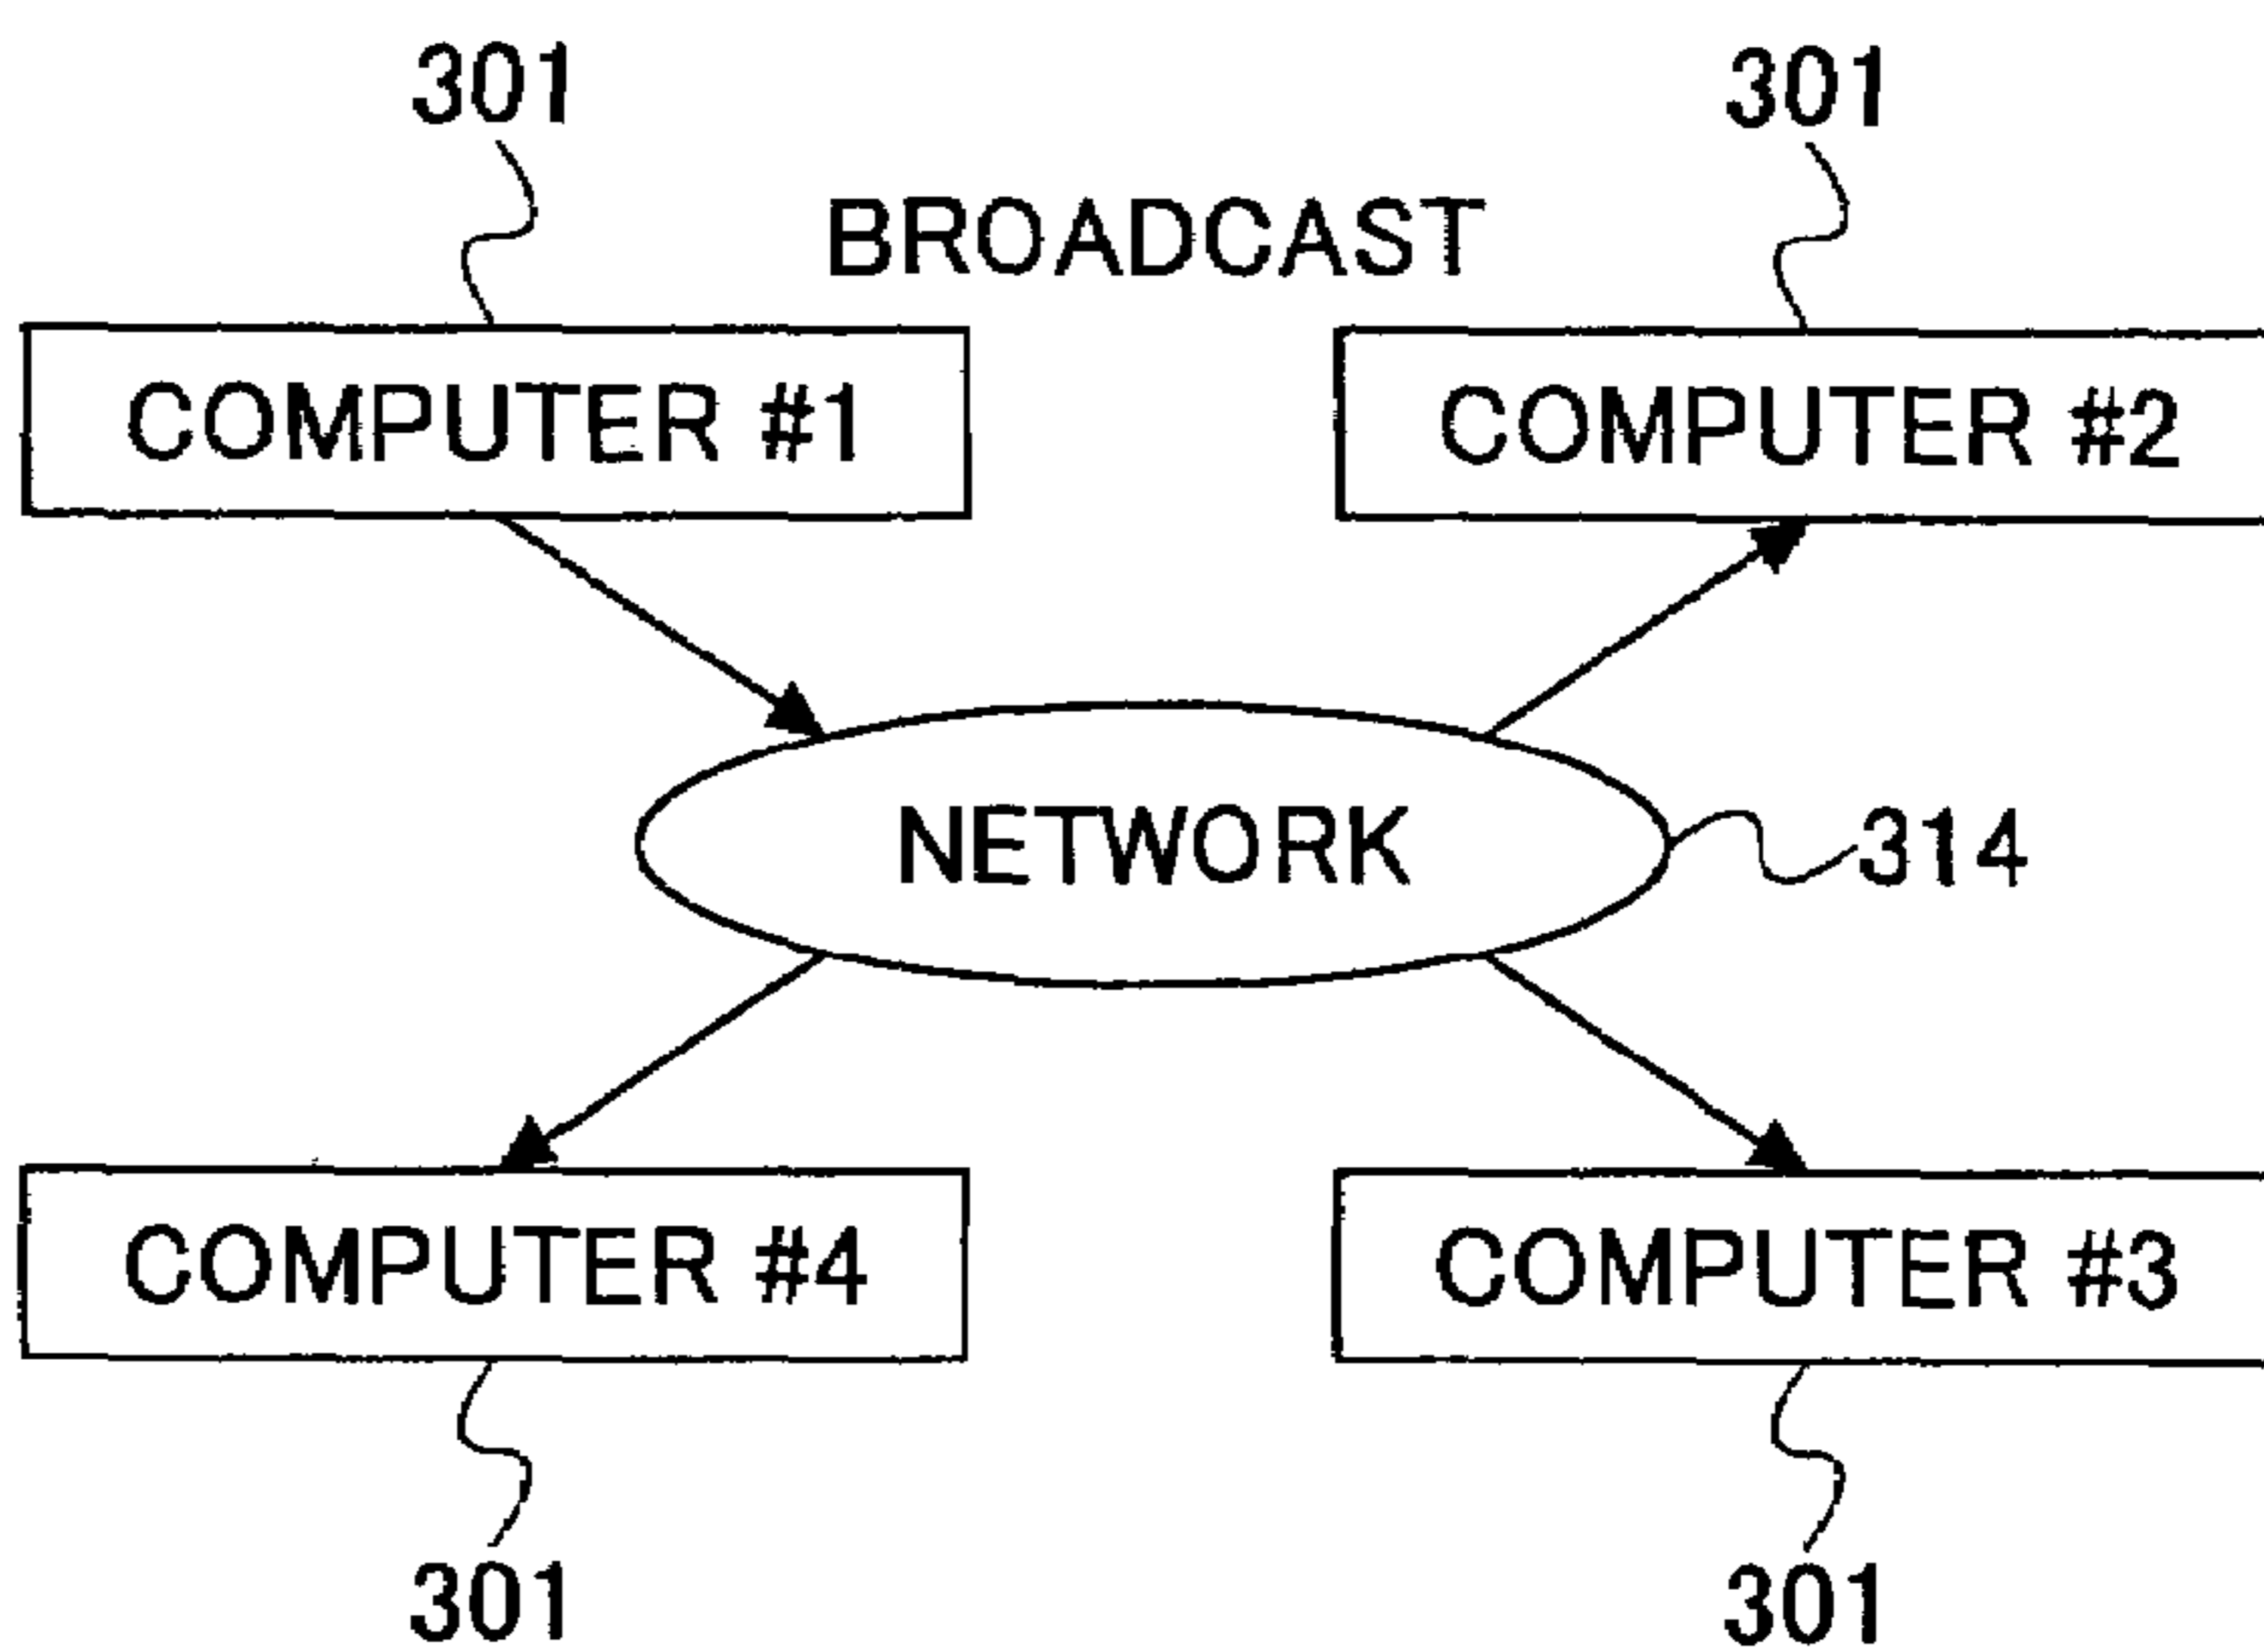 301
301
BROADCAST
COMPUTER #1
COMPUTER #2
NETWORK
314
COMPUTER #4
COMPUTER #3
301
301